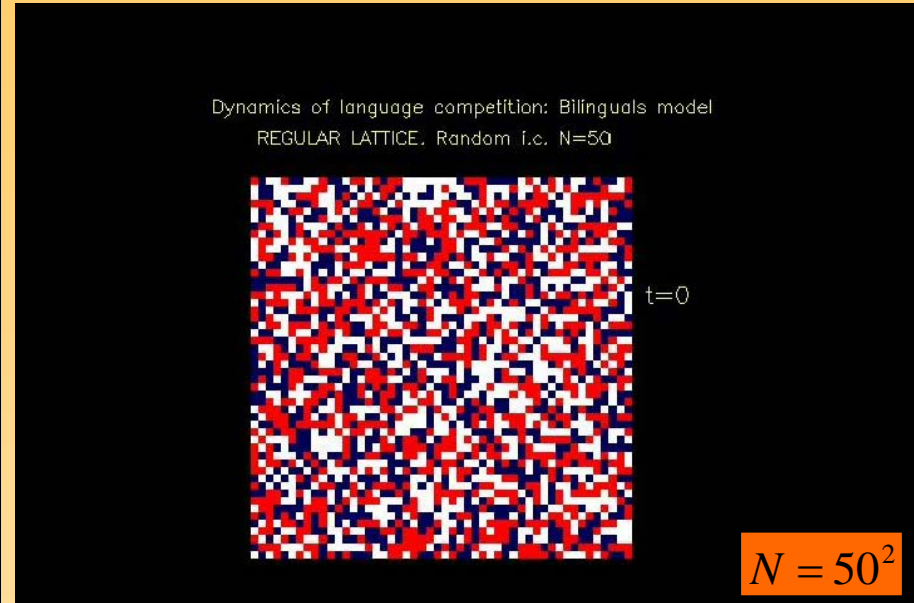 Dynamics of language competition: Bilinguals model
REGULAR LATTICE. Random i.c. N=50
t=0
N = 50²